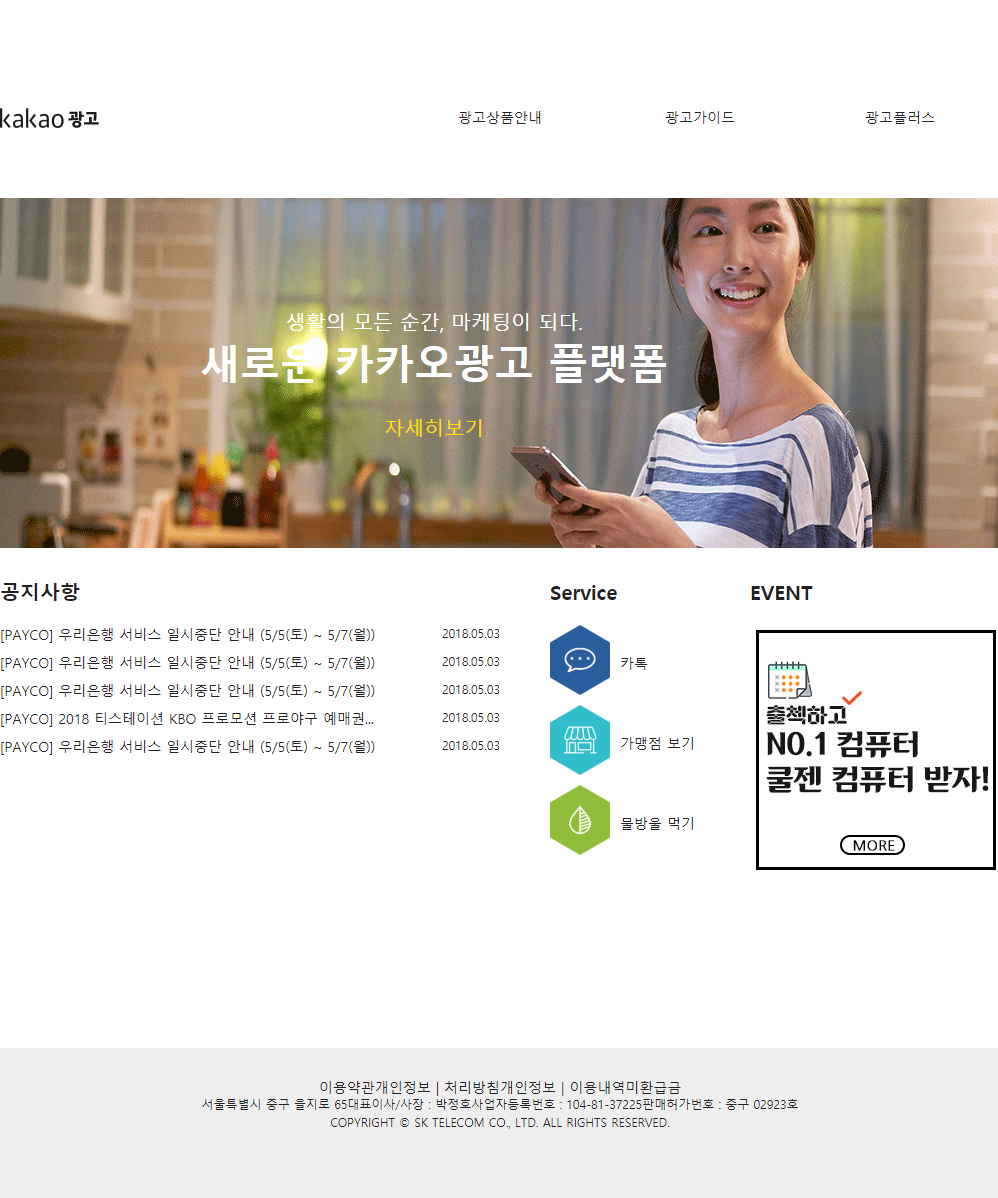 kakao 광고
광고상품안내 광고가이드 광고플러스
생활의 모든 순간, 마케팅이 되다.
새로운 카카오광고 플랫폼
자세히보기
공지사항
[PAYCO] 우리은행 서비스 일시중단 안내 (5/5(토) ~ 5/7(월)) 2018.05.03
[PAYCO] 우리은행 서비스 일시중단 안내 (5/5(토) ~ 5/7(월)) 2018.05.03
[PAYCO] 우리은행 서비스 일시중단 안내 (5/5(토) ~ 5/7(월)) 2018.05.03
[PAYCO] 2018 티스테이션 KBO 프로모션 프로야구 예매권... 2018.05.03
[PAYCO] 우리은행 서비스 일시중단 안내 (5/5(토) ~ 5/7(월)) 2018.05.03
Service
카톡
가맹점 보기
물방울 먹기
EVENT
출첵하고
NO.1 컴퓨터
쿨젠 컴퓨터 받자!
MORE
이용약관개인정보 | 처리방침개인정보 | 이용내역미환급금
서울특별시 중구 을지로 65대표이사/사장 : 박정호사업자등록번호 : 104-81-37225판매허가번호 : 중구 02923호
COPYRIGHT © SK TELECOM CO., LTD. ALL RIGHTS RESERVED.